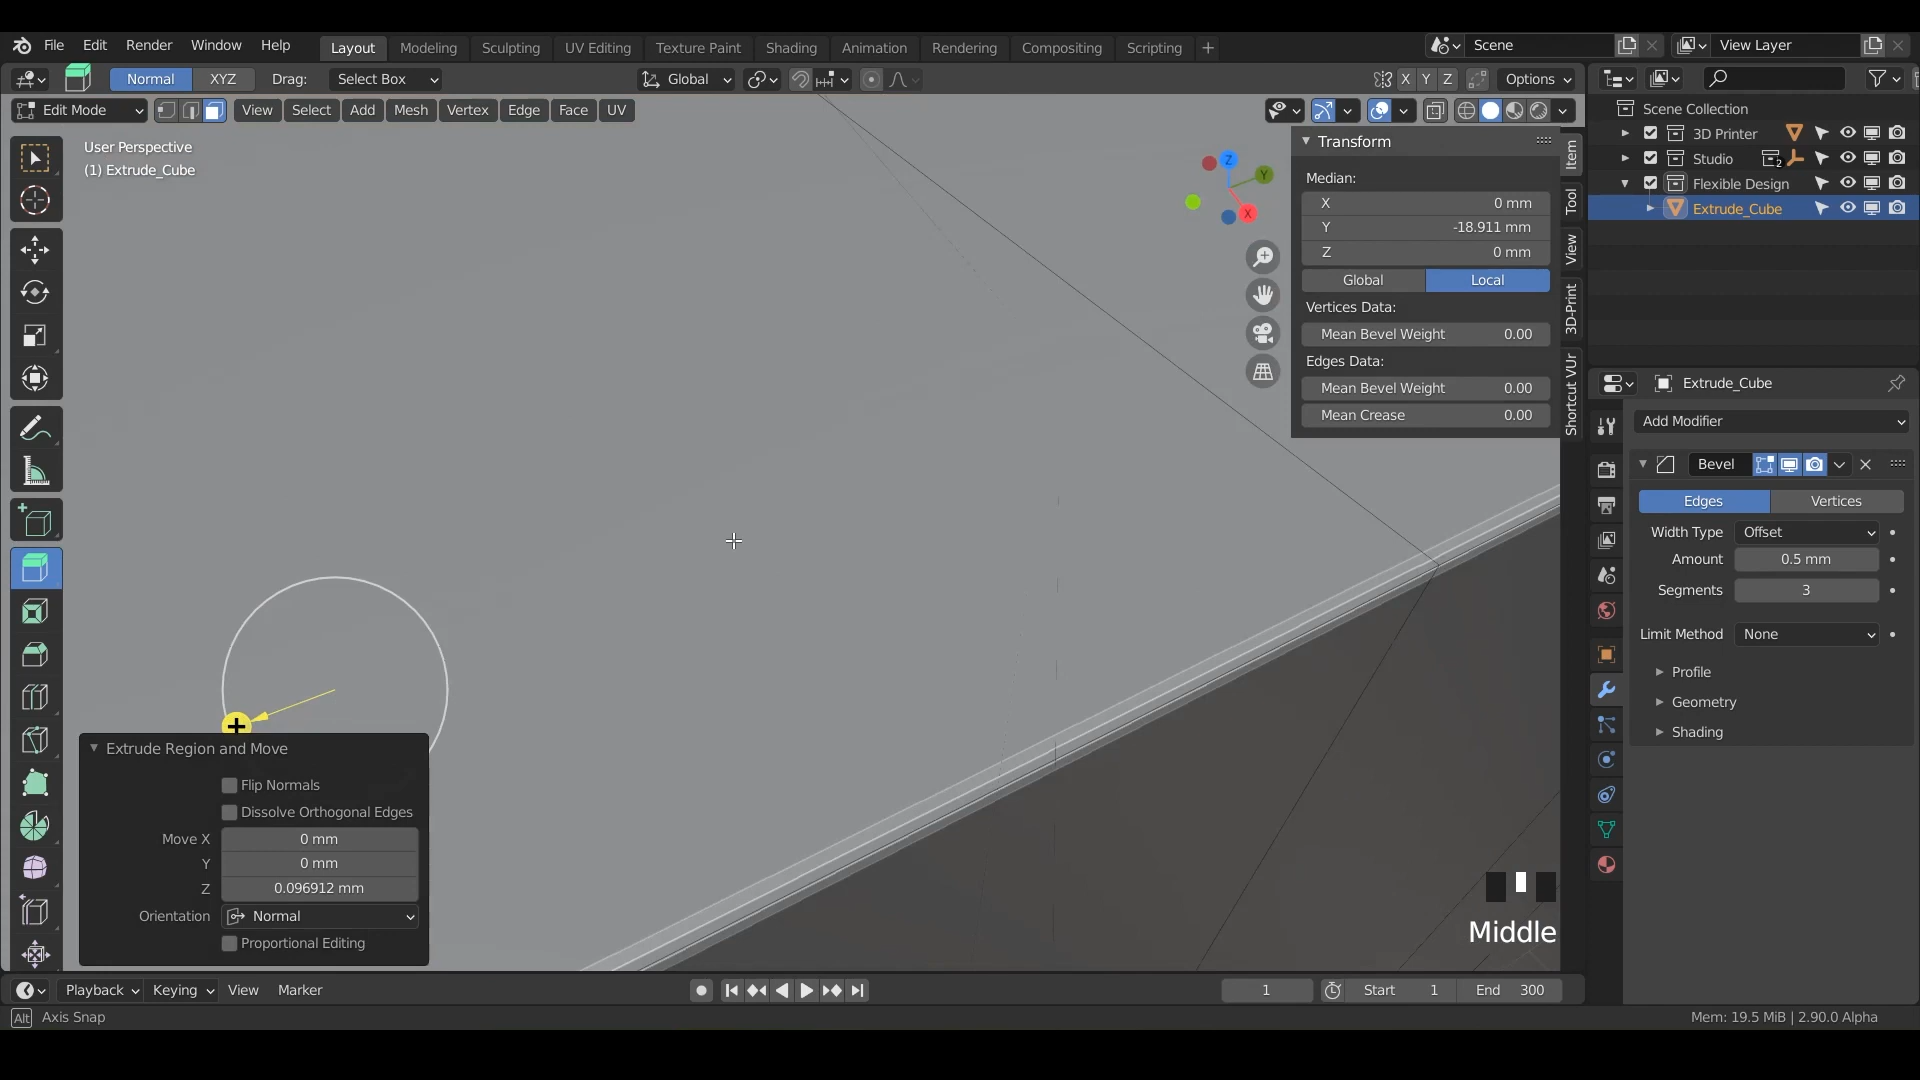 File Edit Render Window Help Layout Modeling Sculpting UV Editing Texture Paint Shading Animation Rendering Compositing Scripting + Scene View Layer
Normal XYZ Drag: Select Box Global X Y Z Options
Edit Mode View Select Add Mesh Vertex Edge Face UV
Scene Collection
3D Printer
Studio 2
Flexible Design
Extrude_Cube
User Perspective
(1) Extrude_Cube
Z
Y
X
Transform
Median:
X 0 mm
Y -18.911 mm
Z 0 mm
Global Local
Vertices Data:
Mean Bevel Weight 0.00
Edges Data:
Mean Bevel Weight 0.00
Mean Crease 0.00
Item
Tool
View
3D-Print
Shortcut VUr
Extrude_Cube
Add Modifier
Bevel
Edges Vertices
Width Type Offset
Amount 0.5 mm
Segments 3
Limit Method None
Profile
Geometry
Shading
Extrude Region and Move
Flip Normals
Dissolve Orthogonal Edges
Move X 0 mm
Y 0 mm
Z 0.096912 mm
Orientation Normal
Proportional Editing
Middle
Playback Keying View Marker 1 Start 1 End 300
Alt Axis Snap Mem: 19.5 MiB | 2.90.0 Alpha